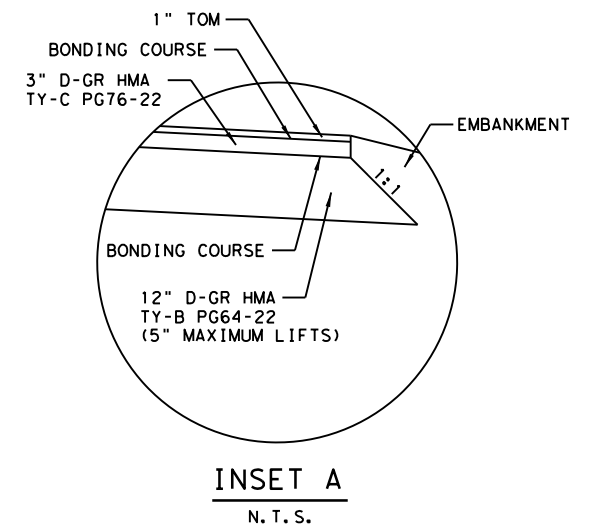 1" TOM
BONDING COURSE
3" D-GR HMA
TY-C PG76-22
EMBANKMENT
1:1
BONDING COURSE
12" D-GR HMA
TY-B PG64-22
(5" MAXIMUM LIFTS)
INSET A
N.T.S.